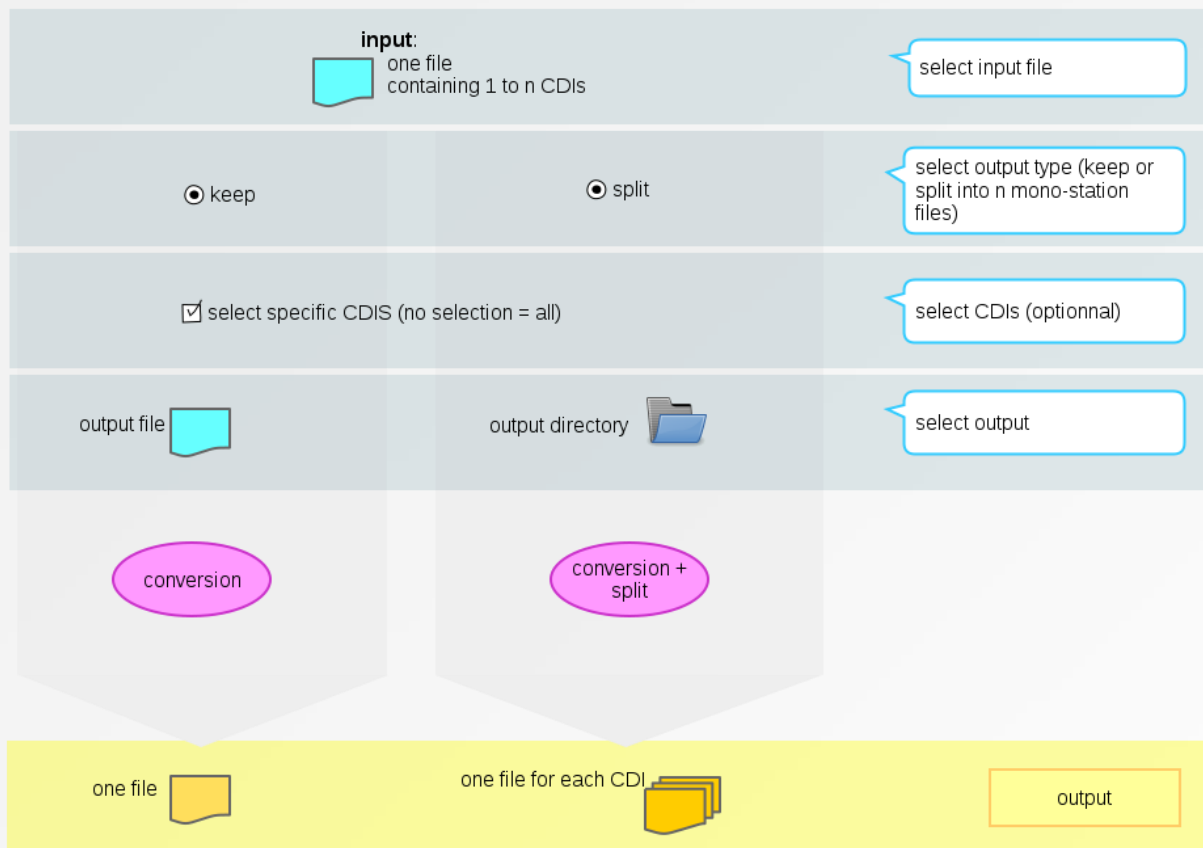 input:
one file
containing 1 to n CDIs
select input file
keep
split
select output type (keep or
split into n mono-station
files)
select specific CDIS (no selection = all)
select CDIs (optionnal)
output file
output directory
select output
conversion
conversion +
split
one file
one file for each CDI
output